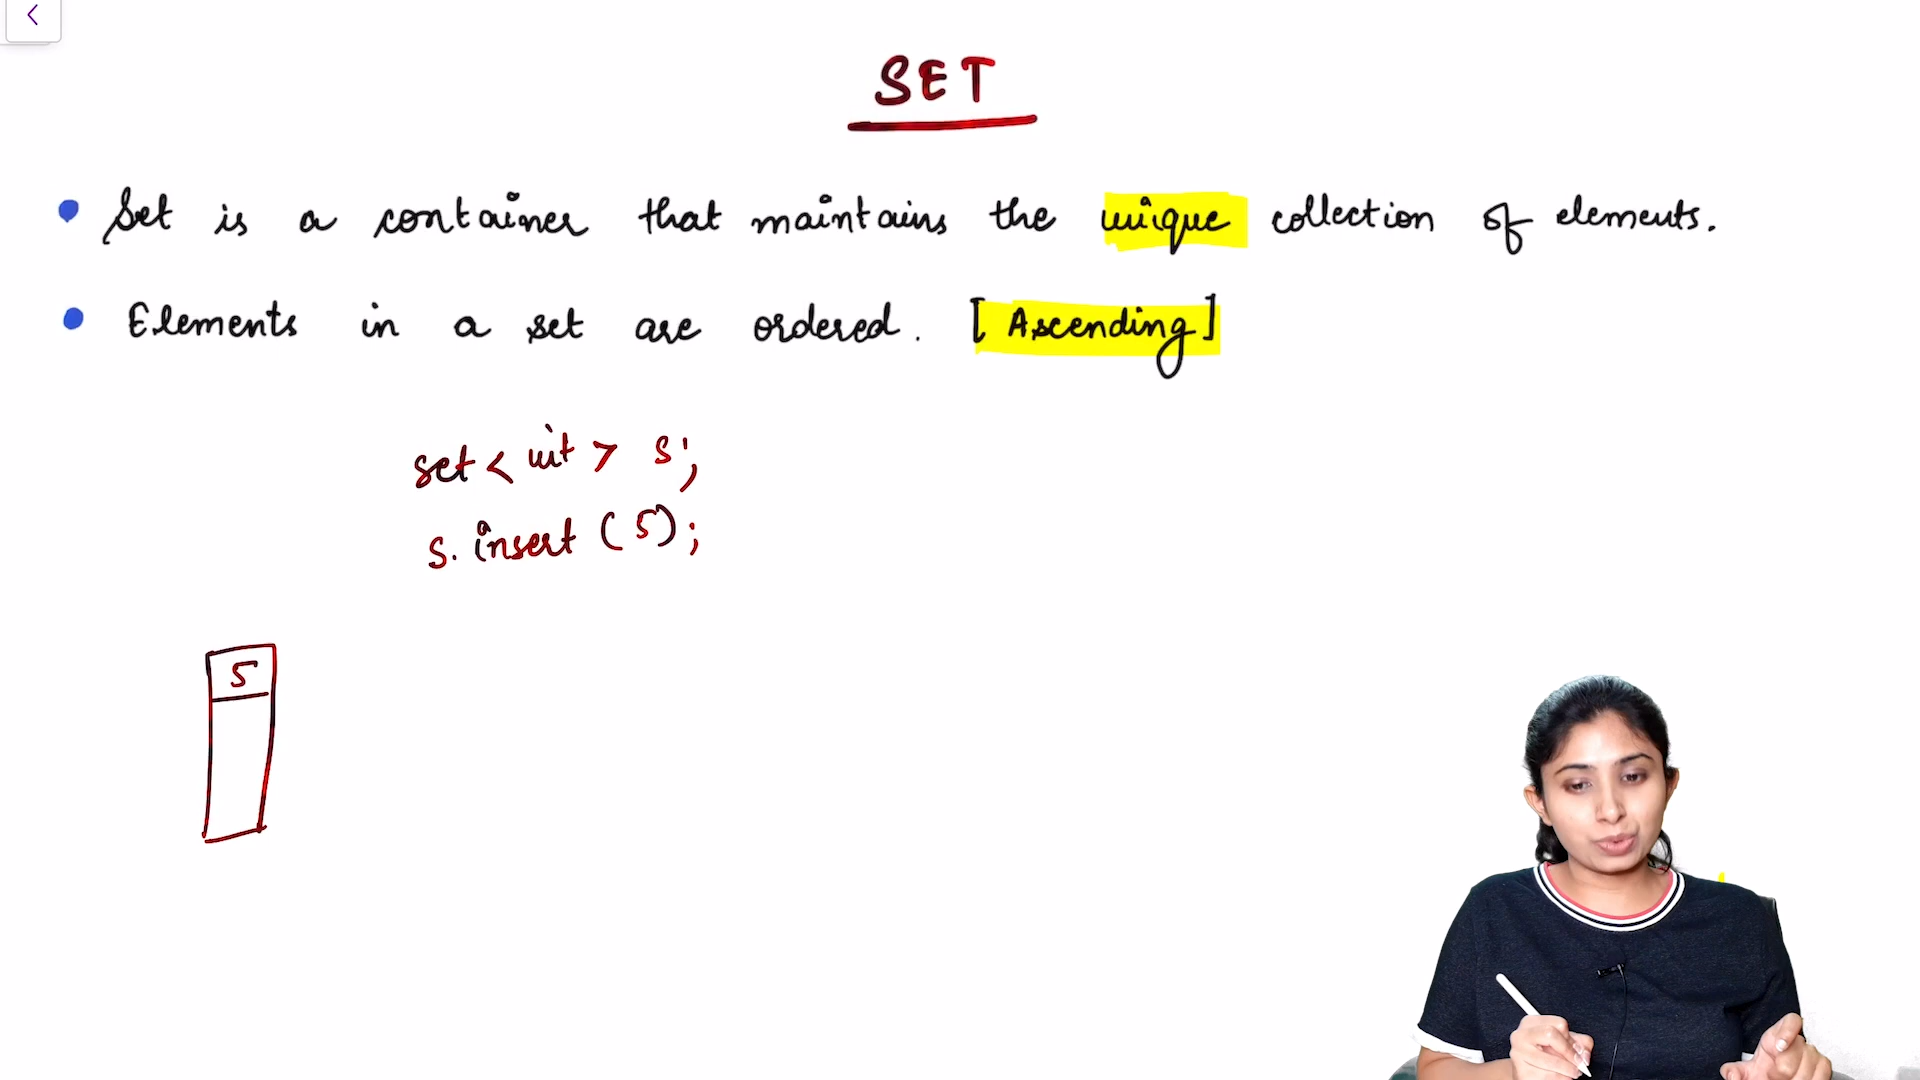 SET
Set is a container that maintains the unique collection of elements.
Elements in a set are ordered. [Ascending]
set < int > s;
s. insert (5);
5